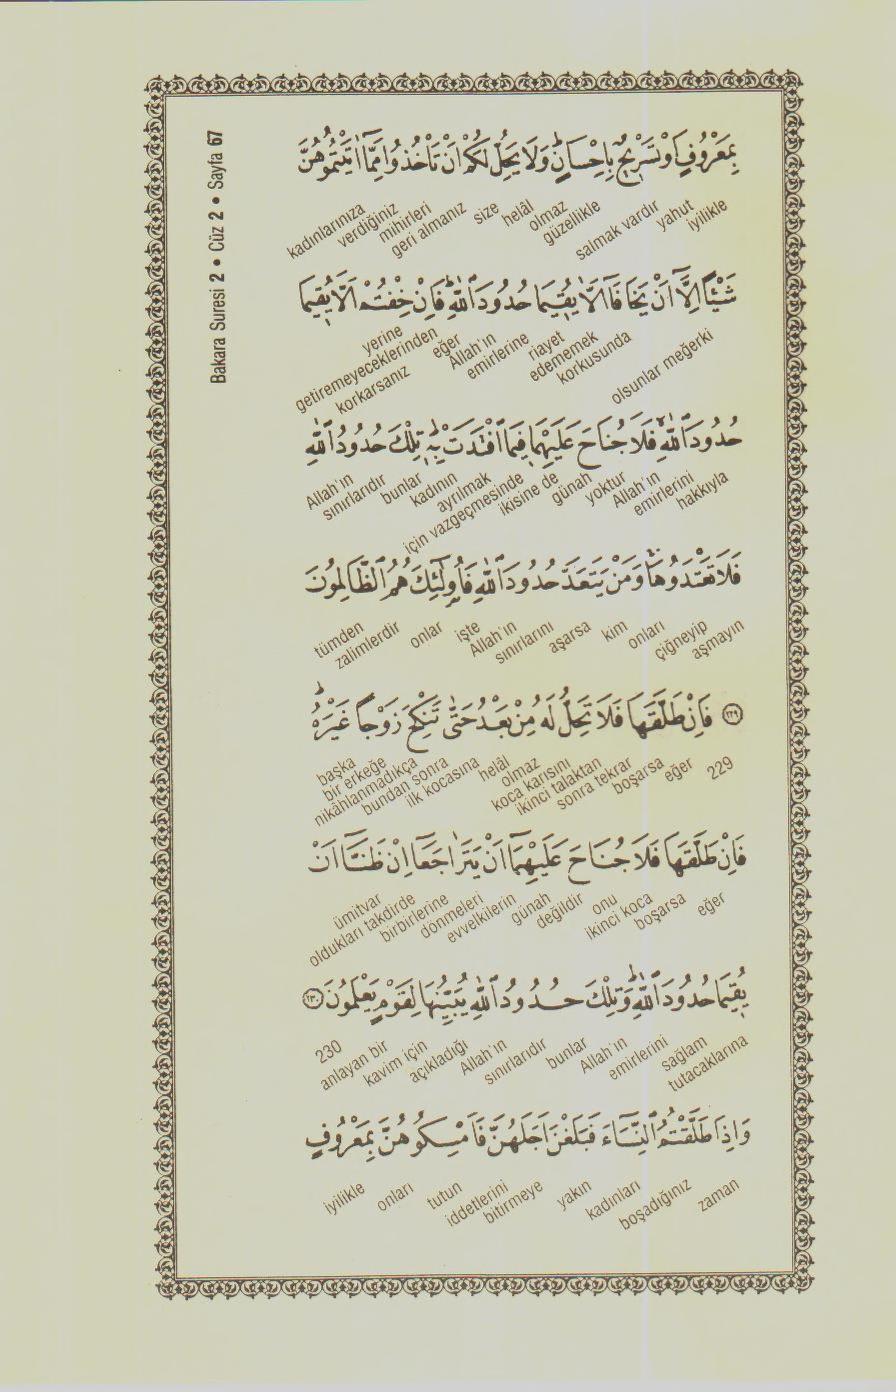 Bakara Suresi 2 • Cüz 2 • Sayfa 67
بِمَعْرُوفٍ اَوْ تَسْرٖيحٌ بِاِحْسَانٍؕ وَلَا يَحِلُّ لَكُمْ اَنْ تَأْخُذُوا مِمَّٓا اٰتَيْتُمُوهُنَّ
iyilikle yahut salmak vardır güzellikle olmaz helâl size geri almanız mihirleri verdiğiniz kadınlarınıza
شَيْـًٔا اِلَّٓا اَنْ يَخَافَٓا اَلَّا يُقٖيمَا حُدُودَ اللّٰهِؕ فَاِنْ خِفْتُمْ اَلَّا يُقٖيمَا
olsunlar meğerki korkusunda edememek riayet emirlerine Allah'ın eğer korkarsanız getiremeyeceklerinden yerine
حُدُودَ اللّٰهِۙ فَلَا جُنَاحَ عَلَيْهِمَا فٖيمَا افْتَدَتْ بِهٖؕ تِلْكَ حُدُودُ اللّٰهِ
hakkıyla emirlerini Allah'ın yoktur günah ikisine de için vazgeçmesinde ayrılmak kadının bunlar sınırlarıdır Allah'ın
فَلَا تَعْتَدُوهَاۚ وَمَنْ يَتَعَدَّ حُدُودَ اللّٰهِ فَاُو۬لٰٓئِكَ هُمُ الظَّالِمُونَ
aşmayın çiğneyip onları kim aşarsa sınırlarını Allah'ın işte onlar zalimlerdir tümden
﴿٢٢٩﴾ فَاِنْ طَلَّقَهَا فَلَا تَحِلُّ لَهُ مِنْ بَعْدُ حَتّٰى تَنْكِحَ زَوْجاً غَيْرَهُؕ
229 eğer boşarsa sonra tekrar ikinci talaktan koca karısını olmaz helâl ilk kocasına bundan sonra nikâhlanmadıkça bir erkeğe başka
فَاِنْ طَلَّقَهَا فَلَا جُنَاحَ عَلَيْهِمَٓا اَنْ يَتَرَاجَعَٓا اِنْ ظَنَّٓا اَنْ
eğer boşarsa ikinci koca onu değildir günah evvelkilerin dönmeleri birbirlerine oldukları takdirde ümitvar
يُقٖيمَا حُدُودَ اللّٰهِؕ وَتِلْكَ حُدُودُ اللّٰهِ يُبَيِّنُهَا لِقَوْمٍ يَعْلَمُونَ ﴿٢٣٠﴾
tutacaklarına sağlam emirlerini Allah'ın bunlar sınırlarıdır Allah'ın açıkladığı kavim için anlayan bir 230
وَاِذَا طَلَّقْتُمُ النِّسَٓاءَ فَبَلَغْنَ اَجَلَهُنَّ فَاَمْسِكُوهُنَّ بِمَعْرُوفٍ
zaman boşadığınız kadınları yakın bitirmeye iddetlerini tutun onları iyilikle